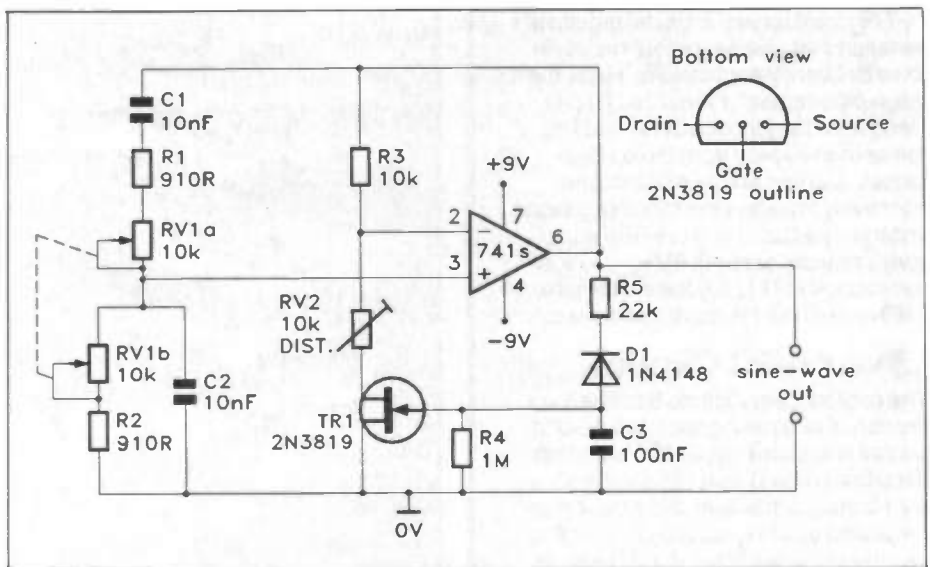 C1
10nF
R1
910R
RV1a
10k
RV1b
10k
R2
910R
C2
10nF
R3
10k
RV2
10k
DIST.
TR1
2N3819
R4
1M
+9V
2
7
6
3
+
741s
4
−9V
R5
22k
D1
1N4148
C3
100nF
sine-wave
out
0V
Bottom view
Drain
Source
Gate
2N3819 outline